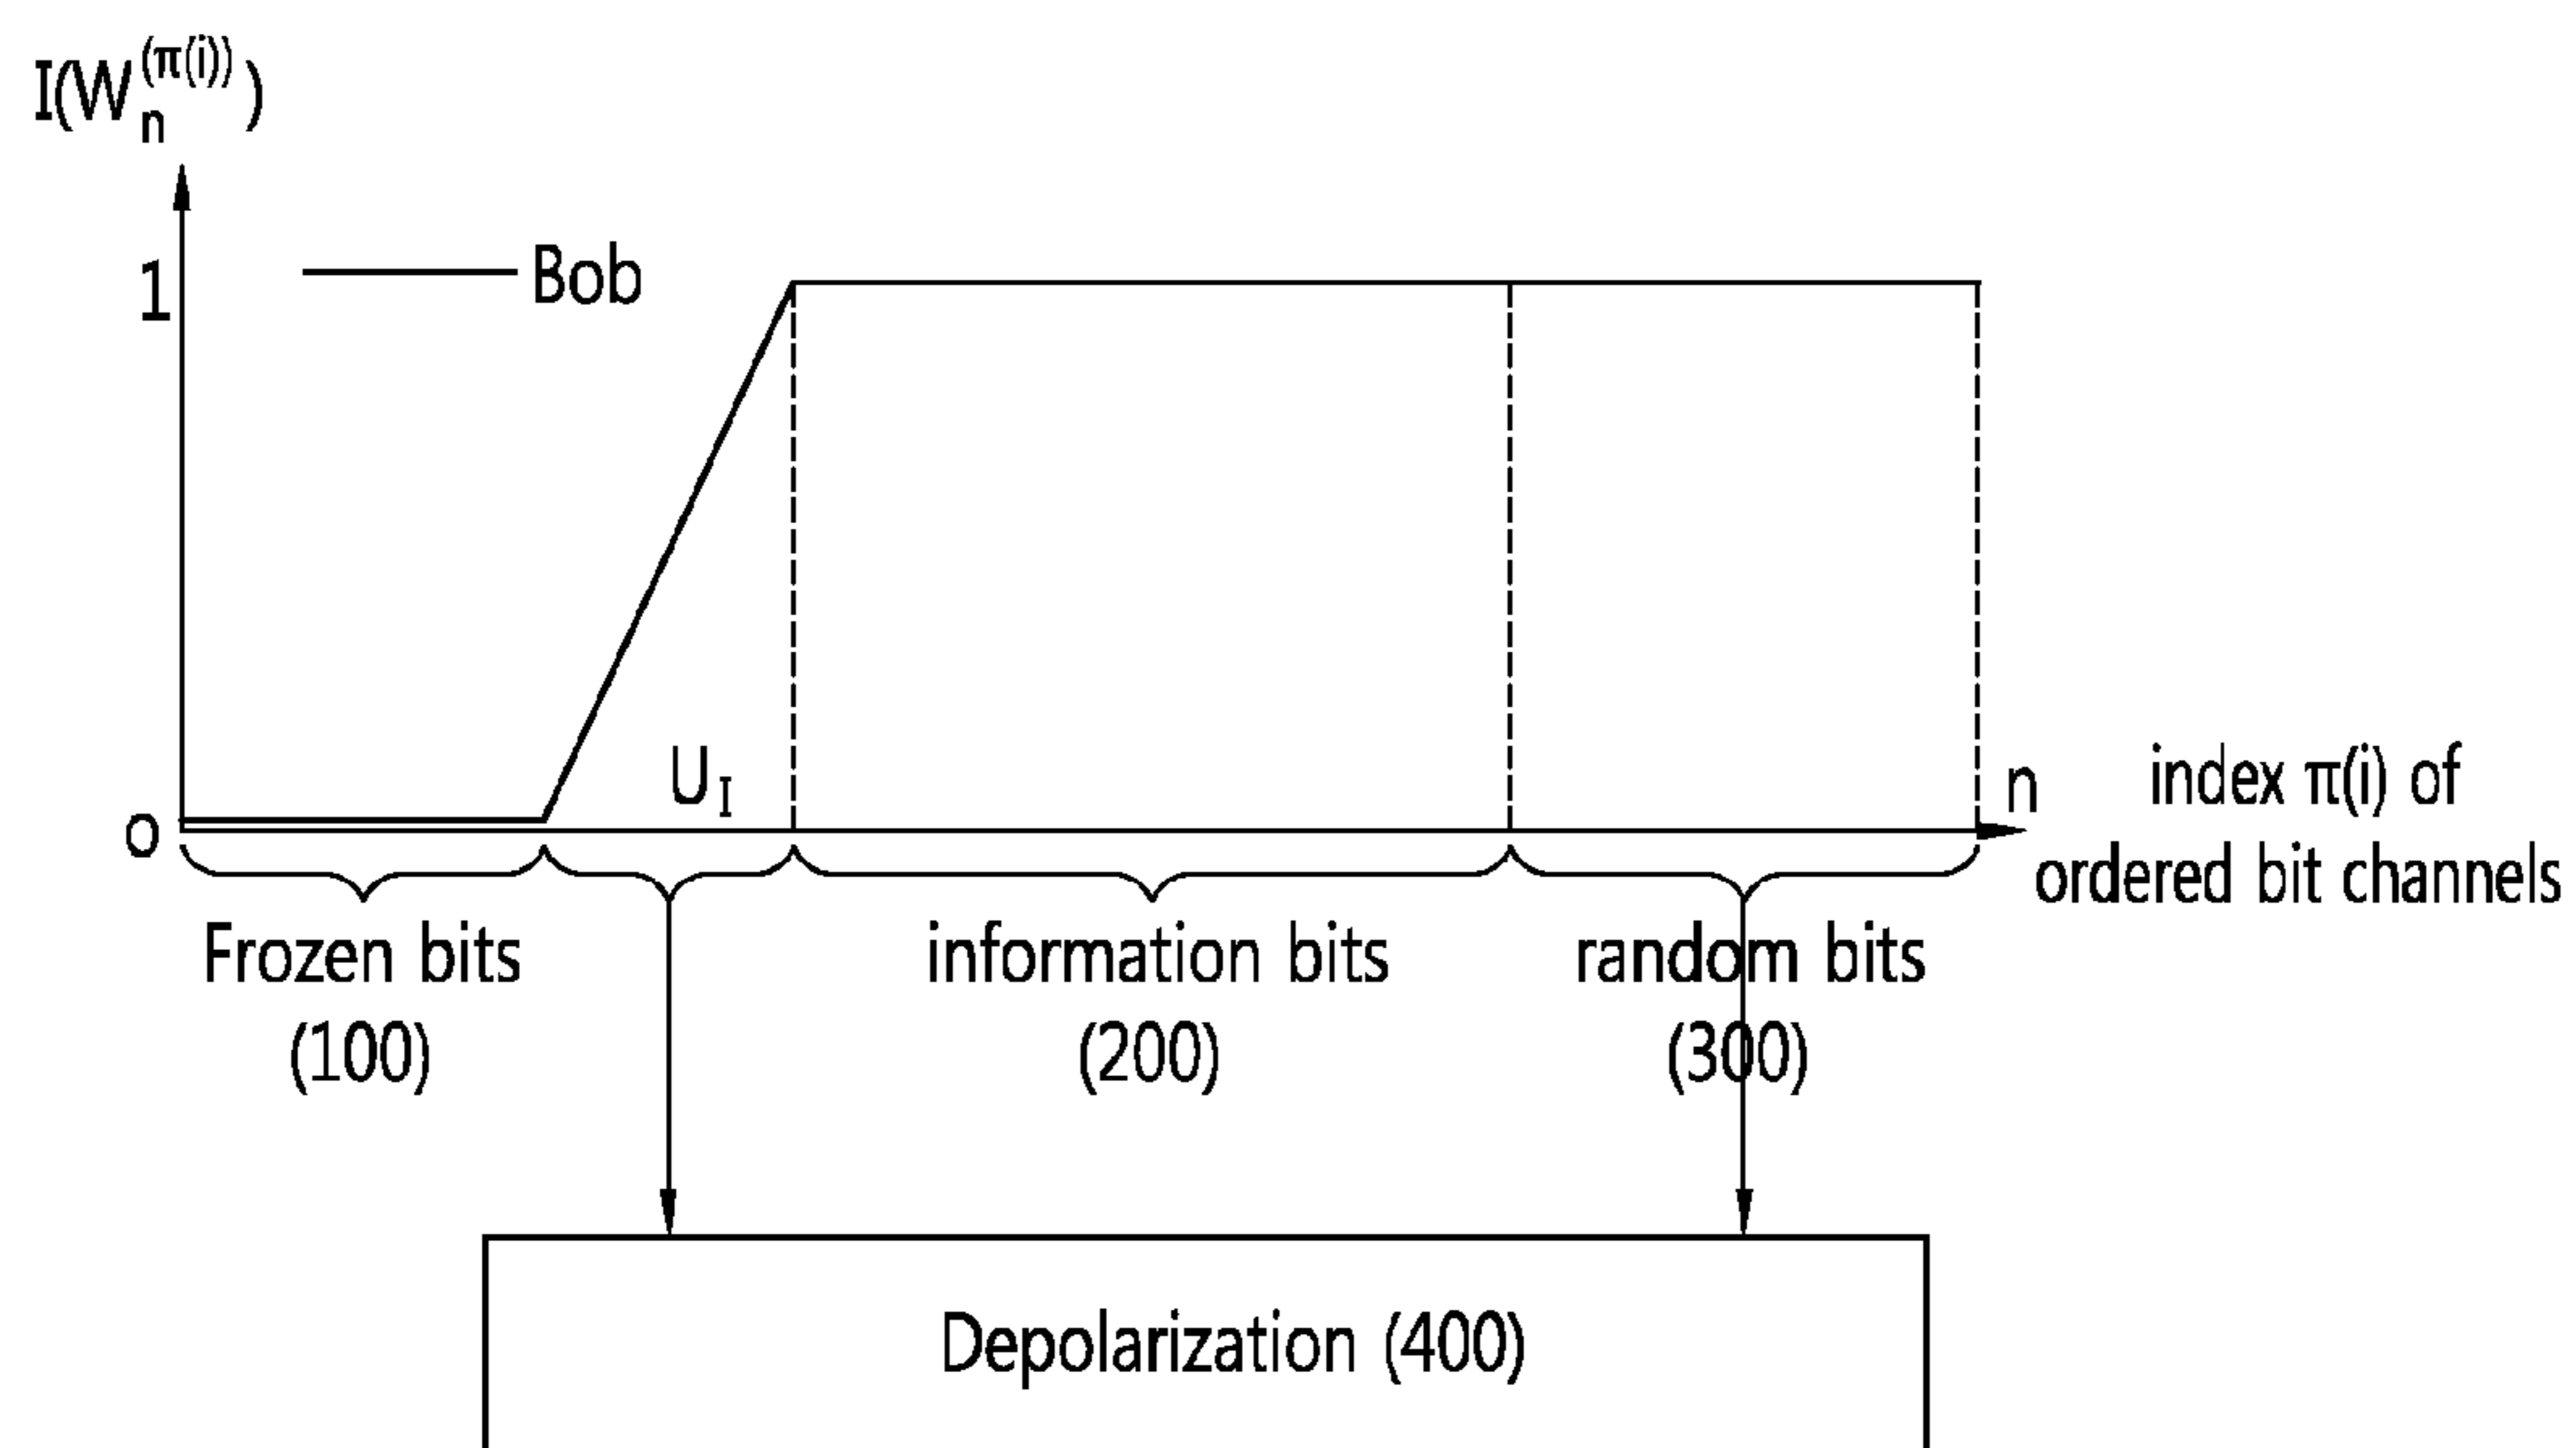 I(W_n^(π(i)))
1
Bob
U_I
0
n
index π(i) of
ordered bit channels
Frozen bits
(100)
information bits
(200)
random bits
(300)
Depolarization (400)